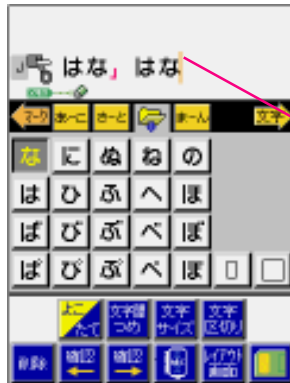 はな」 はな
マーク あ～こ さ～と ま～ん 文字
な に ぬ ね の
は ひ ふ へ ほ
ば び ぶ べ ぼ
ぱ ぴ ぷ ぺ ぽ
よこ たて 文字間 つめ 文字 サイズ 文字 区切り
削除 確認 確認 レイアウト 画面